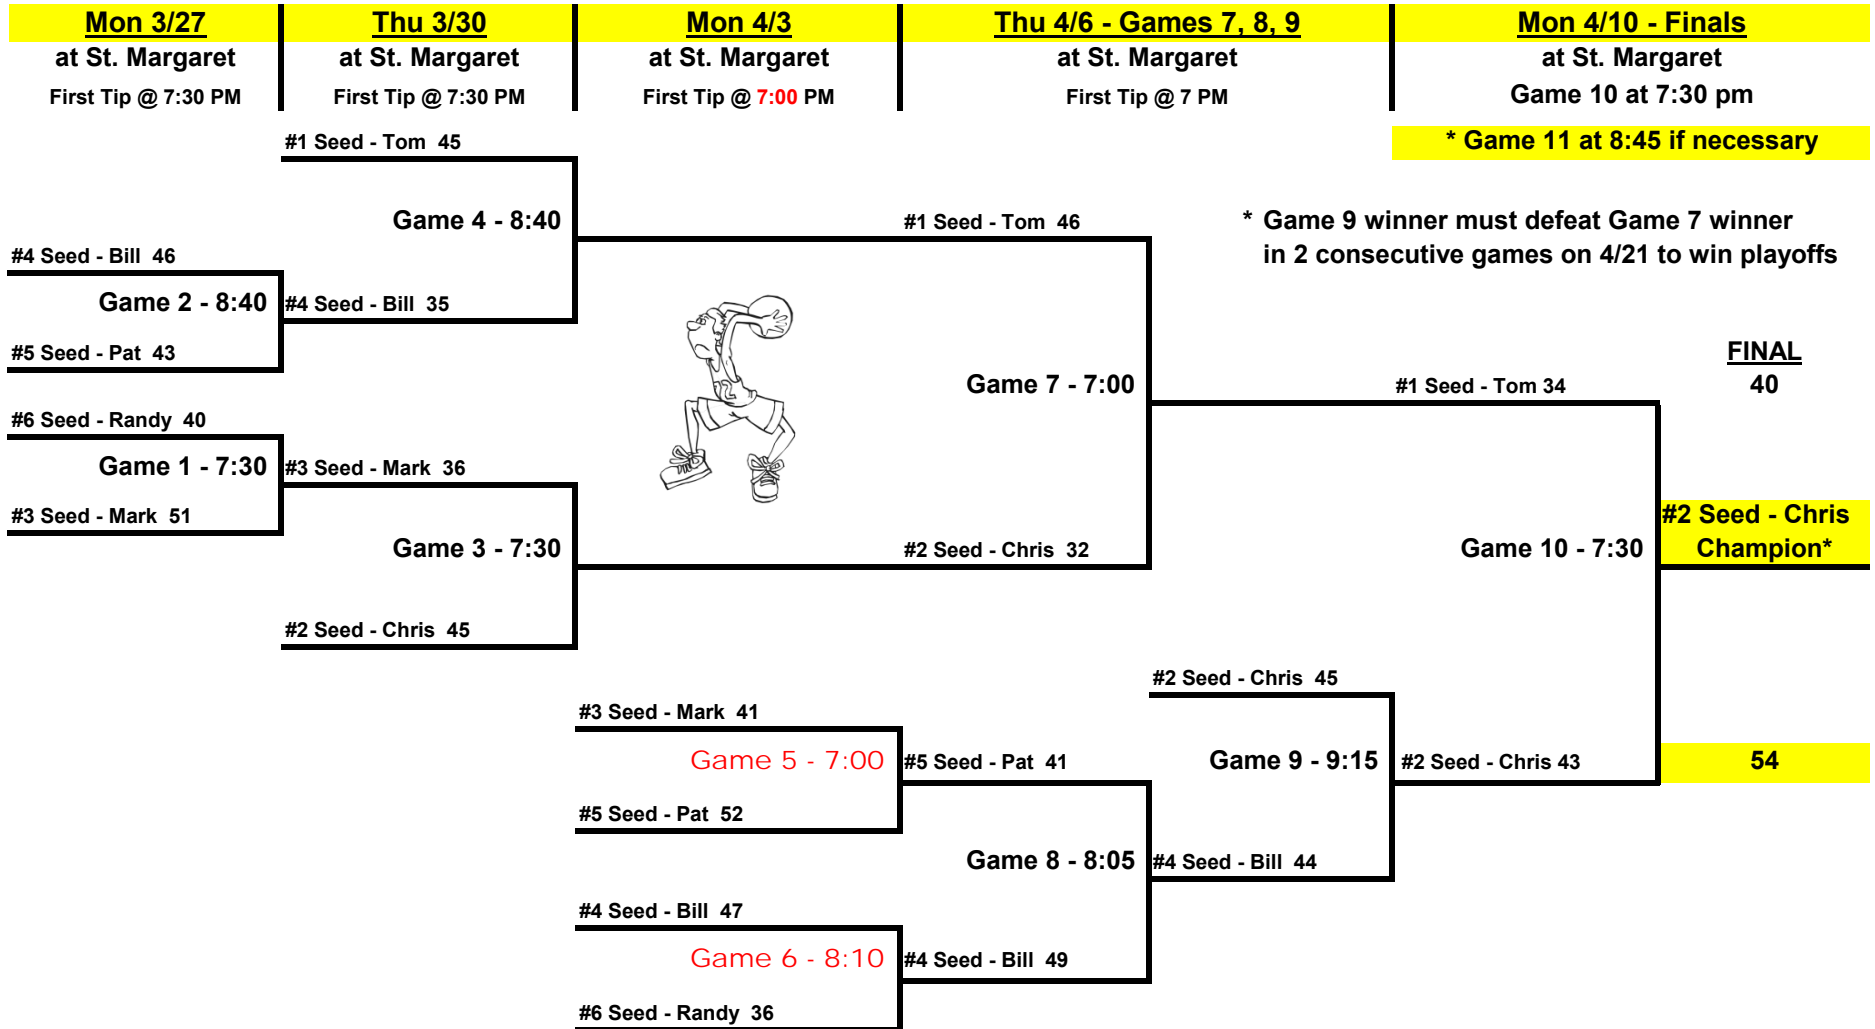 Mon 3/27
at St. Margaret
First Tip @ 7:30 PM
Thu 3/30
at St. Margaret
First Tip @ 7:30 PM
Mon 4/3
at St. Margaret
First Tip @ 7:00 PM
Thu 4/6 - Games 7, 8, 9
at St. Margaret
First Tip @ 7 PM
Mon 4/10 - Finals
at St. Margaret
Game 10 at 7:30 pm
* Game 11 at 8:45 if necessary
* Game 9 winner must defeat Game 7 winner
in 2 consecutive games on 4/21 to win playoffs
#4 Seed - Bill 46
Game 2 - 8:40
#5 Seed - Pat 43
#6 Seed - Randy 40
Game 1 - 7:30
#3 Seed - Mark 51
#1 Seed - Tom 45
Game 4 - 8:40
#4 Seed - Bill 35
#3 Seed - Mark 36
Game 3 - 7:30
#2 Seed - Chris 45
#3 Seed - Mark 41
Game 5 - 7:00
#5 Seed - Pat 52
#4 Seed - Bill 47
Game 6 - 8:10
#6 Seed - Randy 36
#1 Seed - Tom 46
Game 7 - 7:00
#2 Seed - Chris 32
#5 Seed - Pat 41
Game 8 - 8:05
#4 Seed - Bill 49
#2 Seed - Chris 45
Game 9 - 9:15
#4 Seed - Bill 44
#1 Seed - Tom 34
Game 10 - 7:30
#2 Seed - Chris 43
FINAL
40
#2 Seed - Chris
Champion*
54